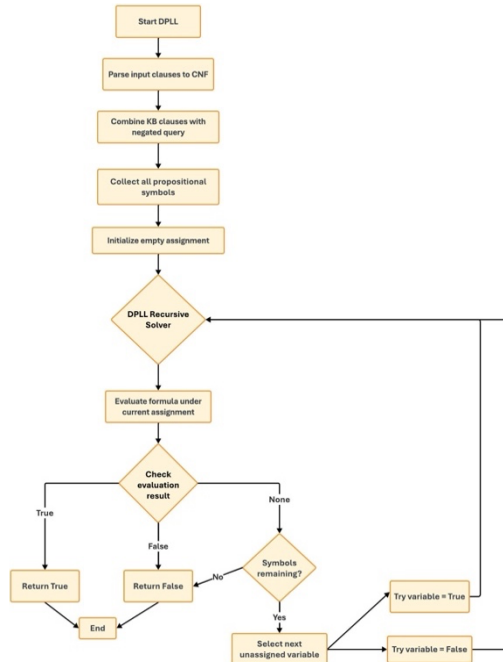 Start DPLL
Parse input clauses to CNF
Combine KB clauses with
negated query
Collect all propositional
symbols
Initialize empty assignment
DPLL Recursive
Solver
Evaluate formula under
current assignment
Check
evaluation
result
True
False
None
Symbols
remaining?
No
Yes
Return True
Return False
End
Select next
unassigned variable
Try variable = True
Try variable = False